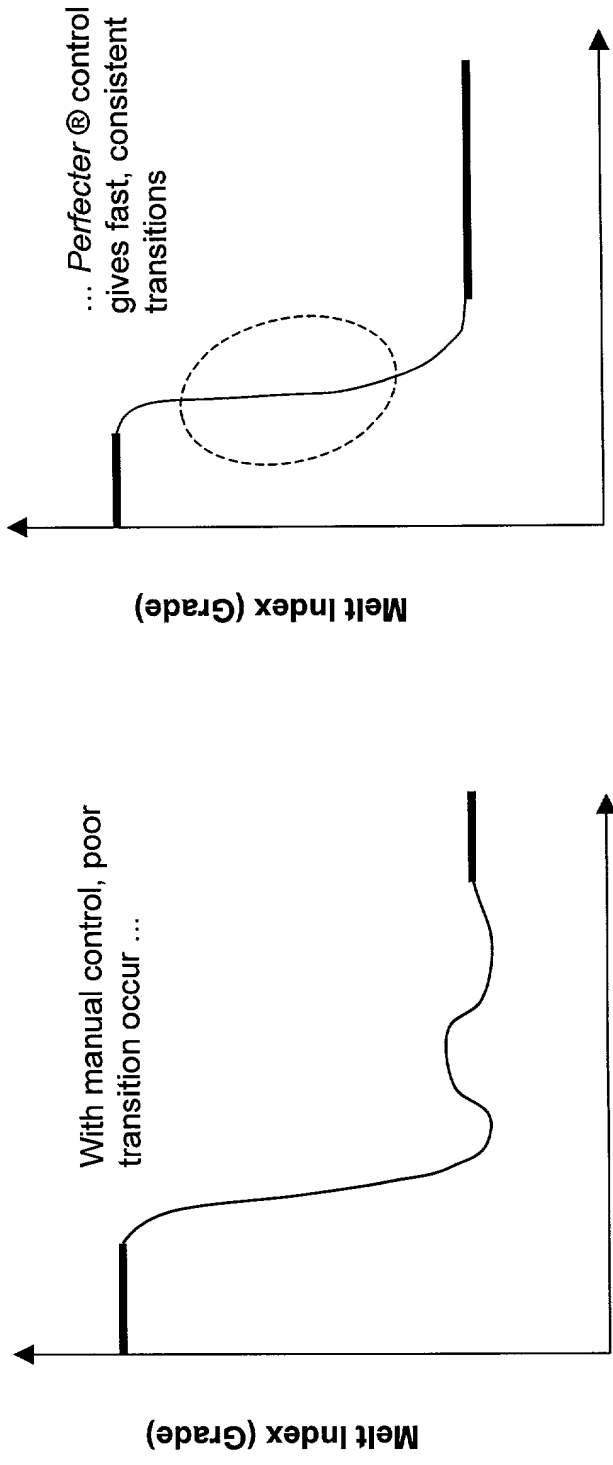 With manual control, poor
transition occur ...
Melt Index (Grade)
... Perfecter ® control
gives fast, consistent
transitions
Melt Index (Grade)